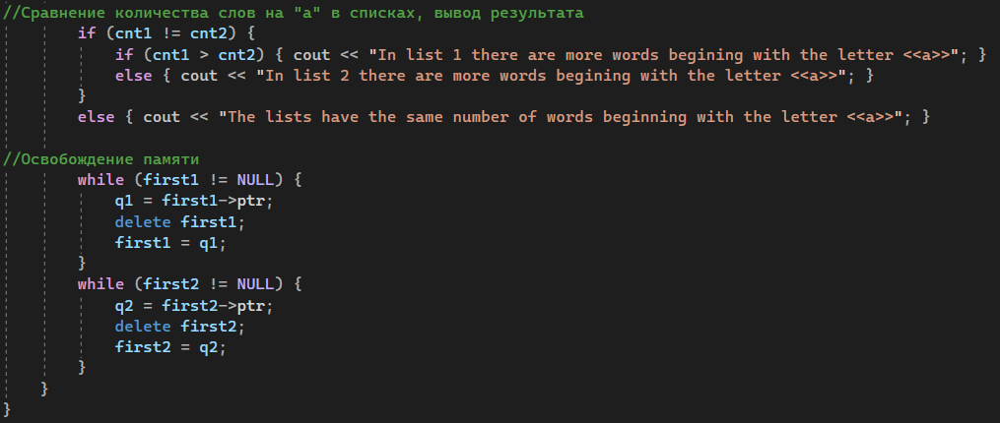 //Сравнение количества слов на "а" в списках, вывод результата
if (cnt1 != cnt2) {
if (cnt1 > cnt2) { cout << "In list 1 there are more words begining with the letter <<a>>"; }
else { cout << "In list 2 there are more words begining with the letter <<a>>"; }
}
else { cout << "The lists have the same number of words beginning with the letter <<a>>"; }
//Освобождение памяти
while (first1 != NULL) {
q1 = first1->ptr;
delete first1;
first1 = q1;
}
while (first2 != NULL) {
q2 = first2->ptr;
delete first2;
first2 = q2;
}
}
}